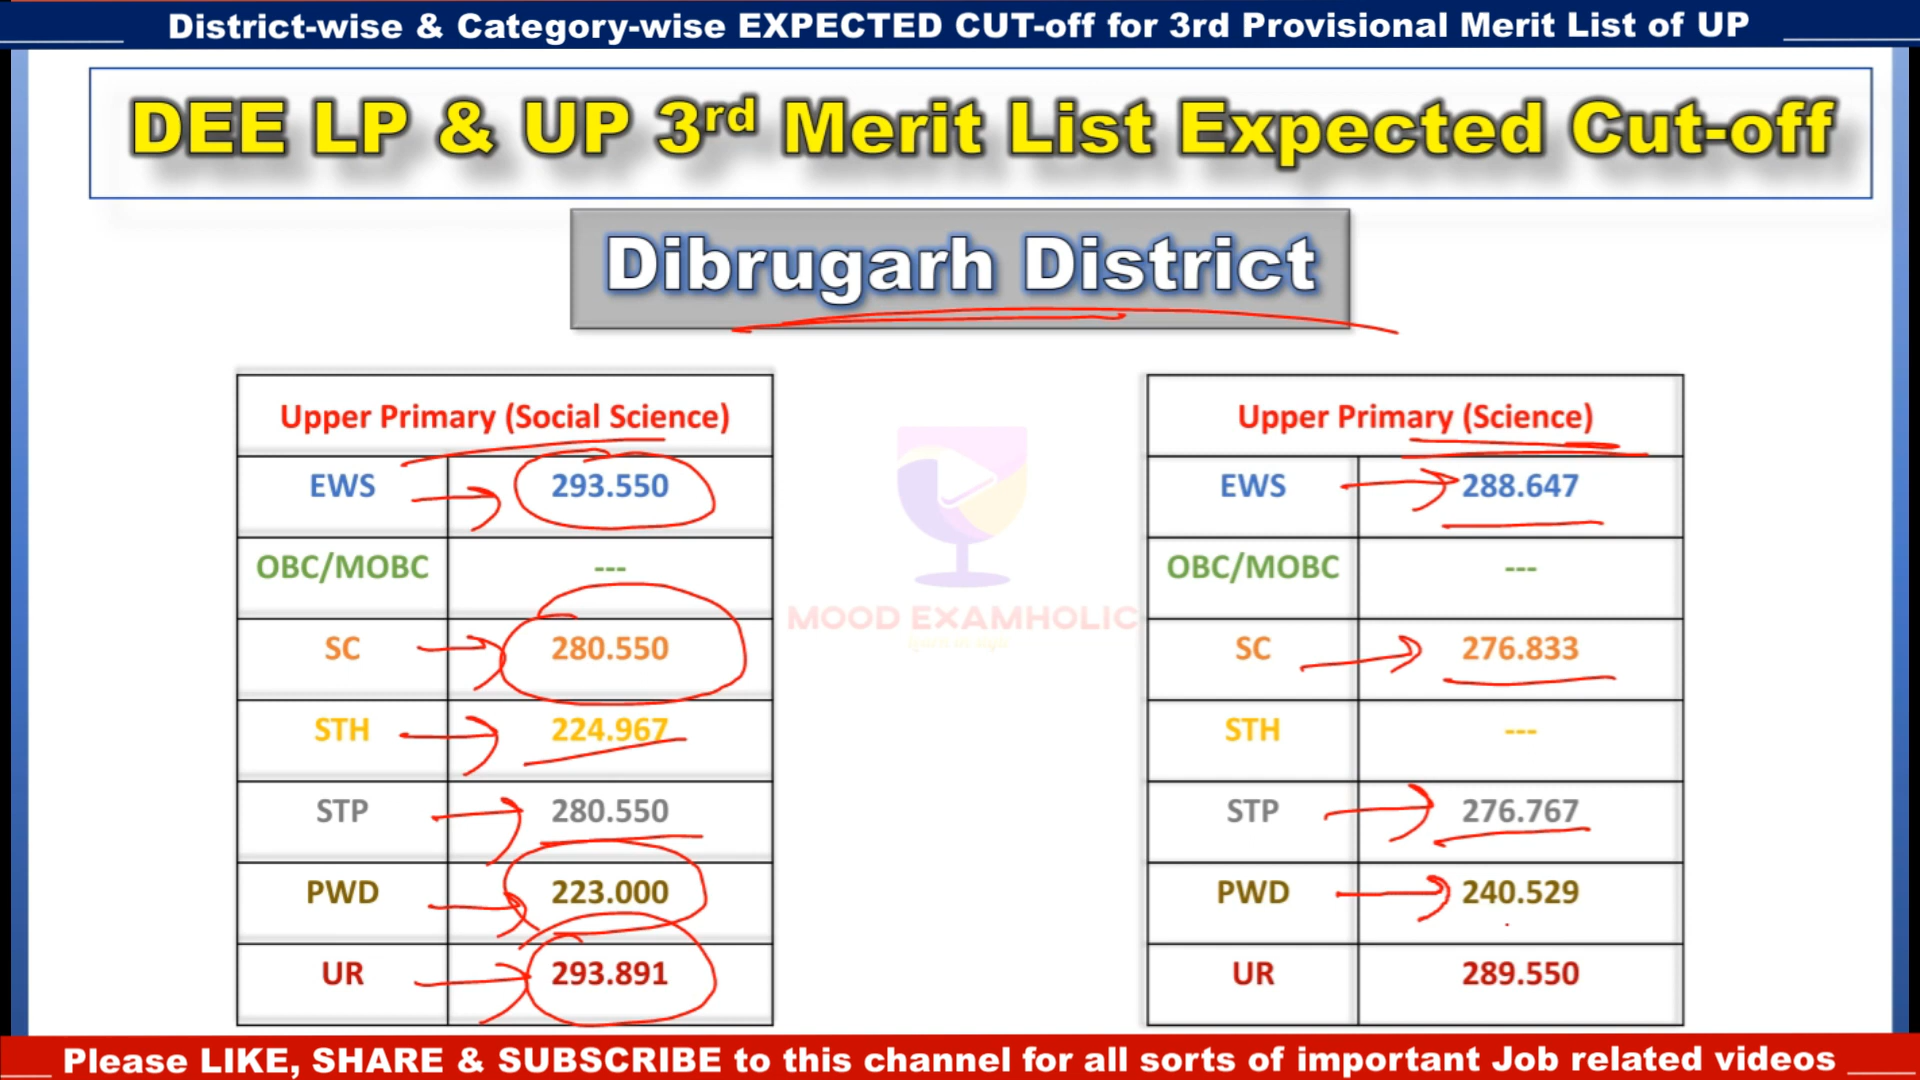 District-wise & Category-wise EXPECTED CUT-off for 3rd Provisional Merit List of UP
DEE LP & UP 3rd Merit List Expected Cut-off
Dibrugarh District
Upper Primary (Social Science)
EWS 293.550
OBC/MOBC ---
SC 280.550
STH 224.967
STP 280.550
PWD 223.000
UR 293.891
MOOD EXAMHOLIC
Upper Primary (Science)
EWS 288.647
OBC/MOBC ---
SC 276.833
STH ---
STP 276.767
PWD 240.529
UR 289.550
Please LIKE, SHARE & SUBSCRIBE to this channel for all sorts of important Job related videos